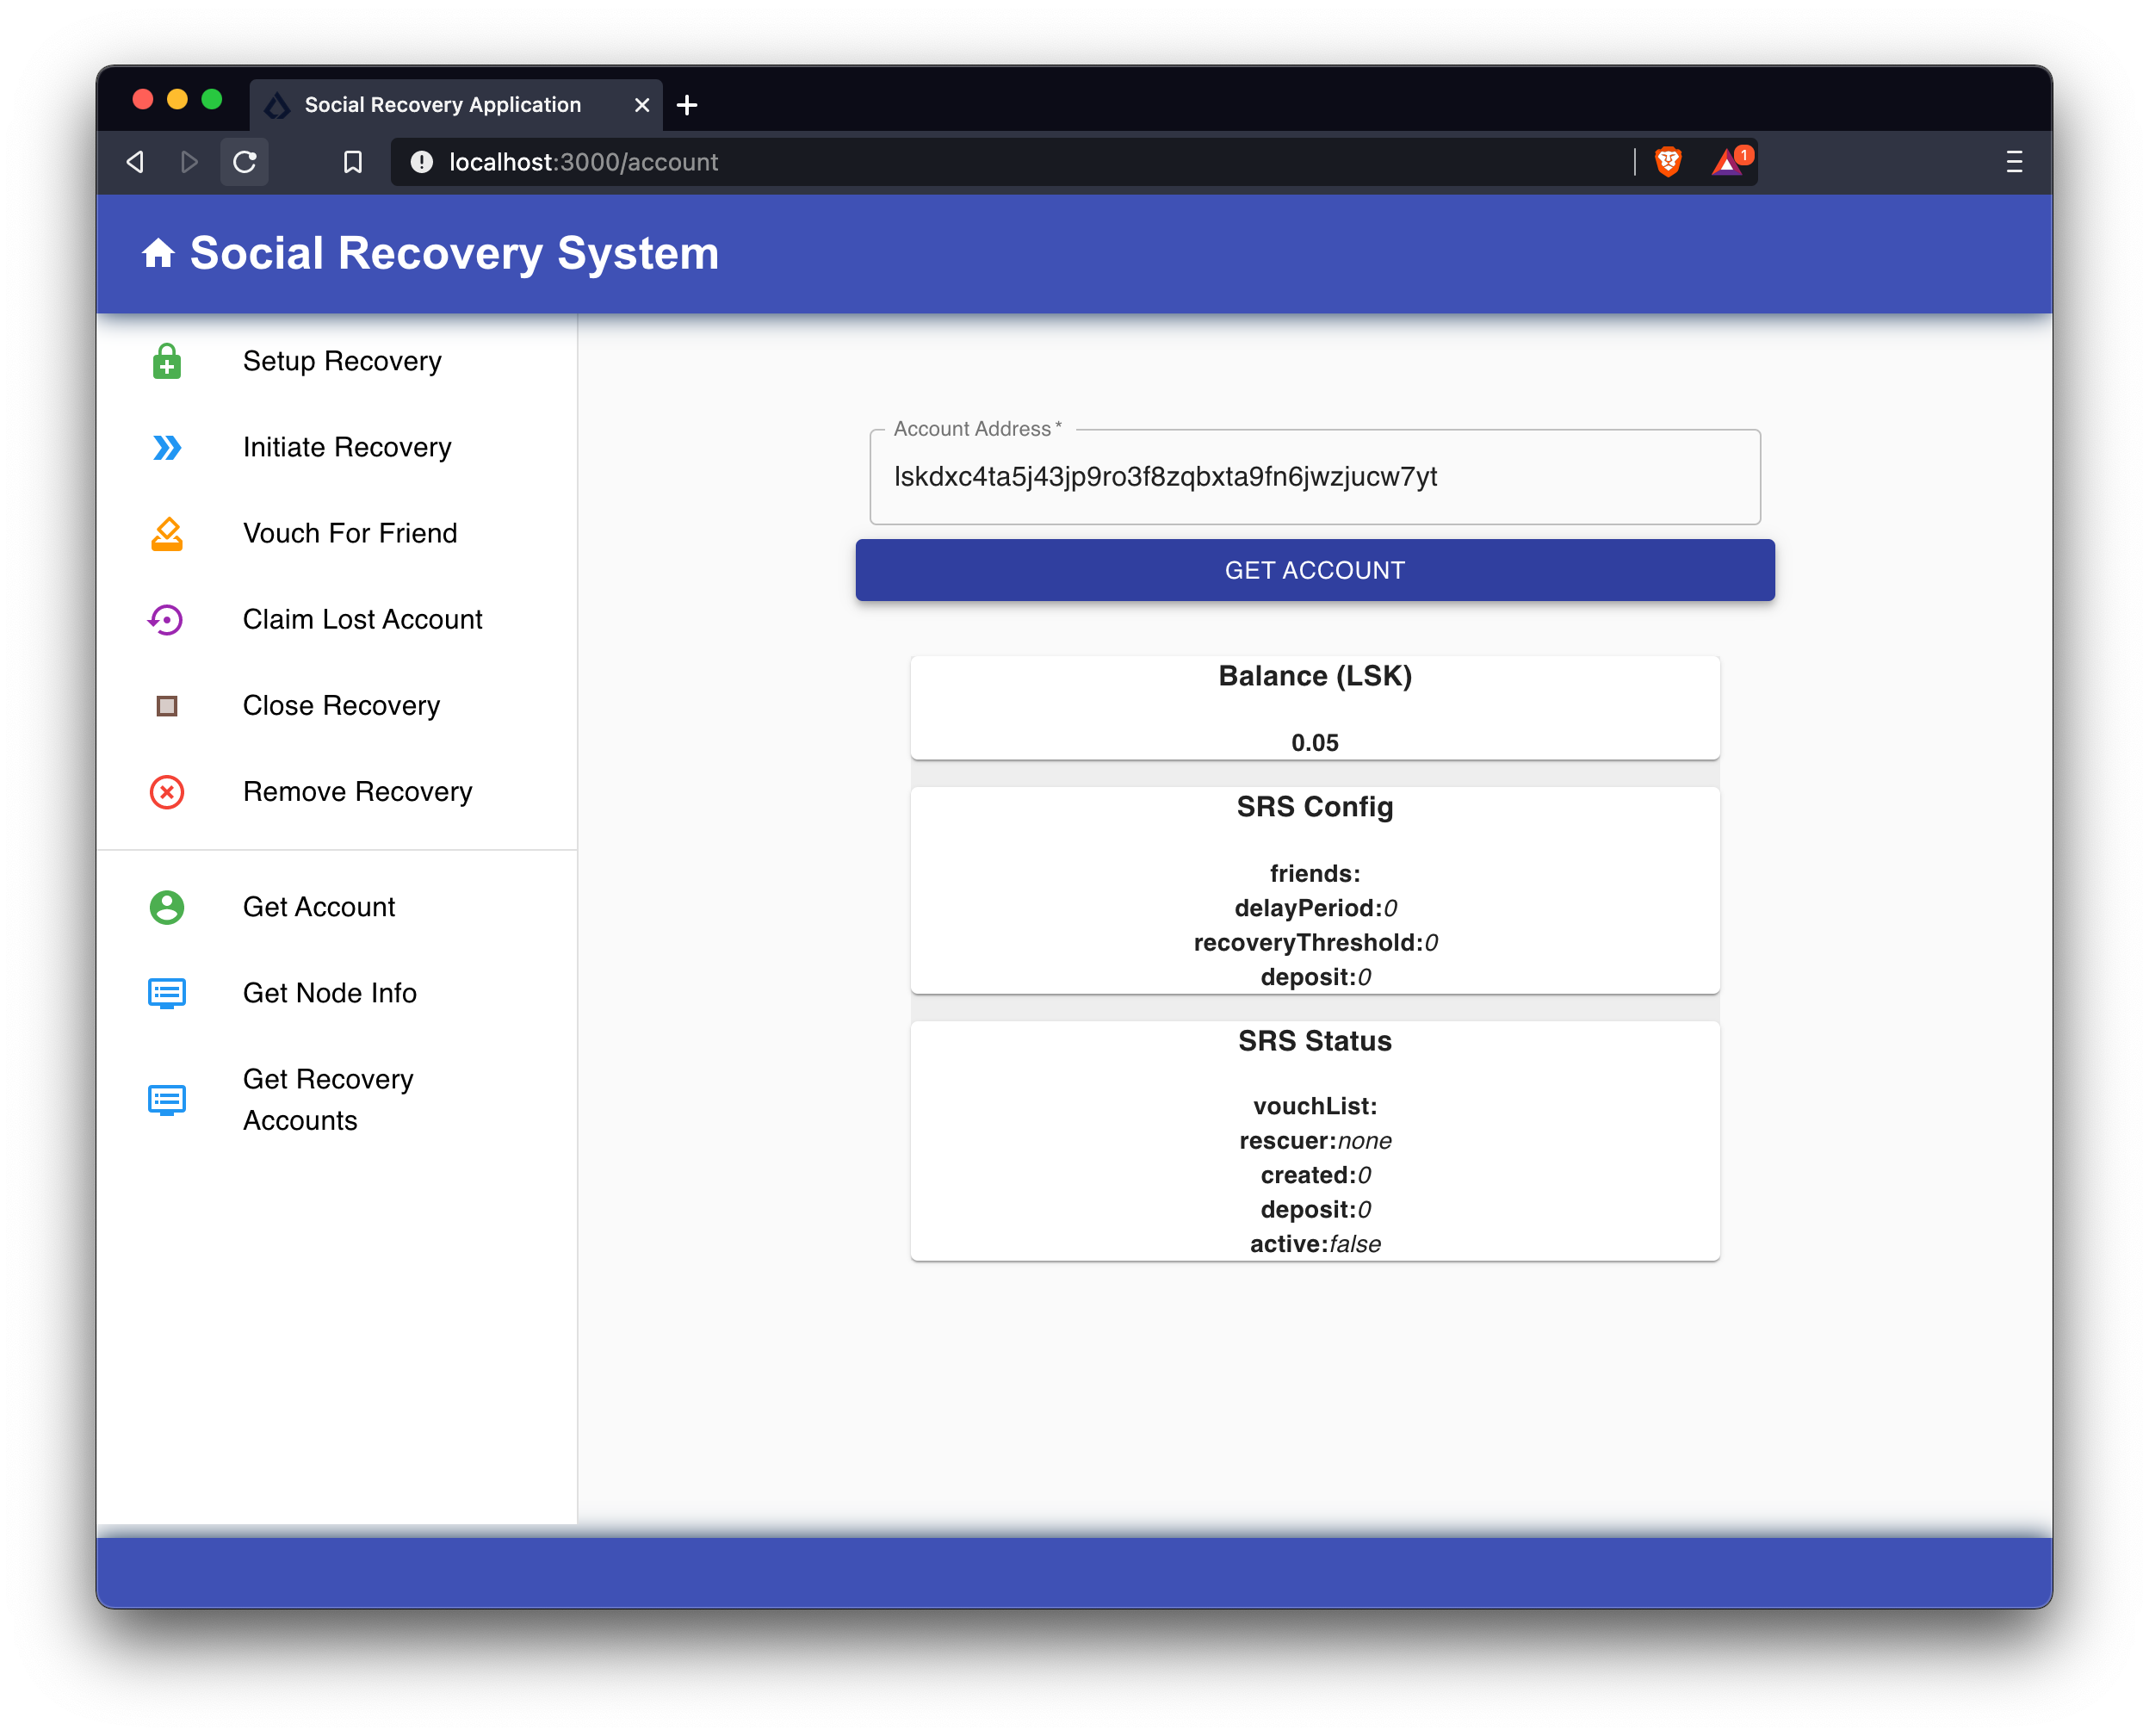 Social Recovery Application
localhost:3000/account
1
Social Recovery System
Setup Recovery
Initiate Recovery
Vouch For Friend
Claim Lost Account
Close Recovery
Remove Recovery
Get Account
Get Node Info
Get Recovery
Accounts
Account Address *
lskdxc4ta5j43jp9ro3f8zqbxta9fn6jwzjucw7yt
GET ACCOUNT
Balance (LSK)
0.05
SRS Config
friends:
delayPeriod:0
recoveryThreshold:0
deposit:0
SRS Status
vouchList:
rescuer:none
created:0
deposit:0
active:false